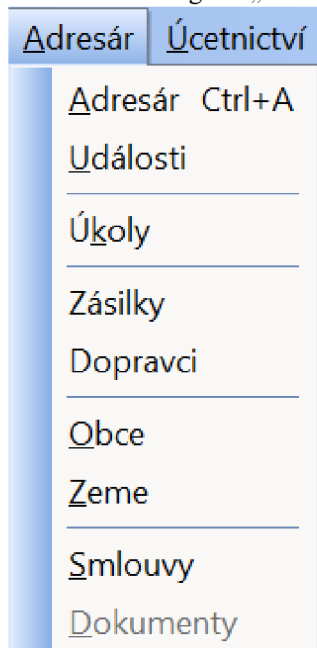 Adresár Úcetnictví
Adresár Ctrl+A
Události
Úkoly
Zásilky
Dopravci
Obce
Zeme
Smlouvy
Dokumenty